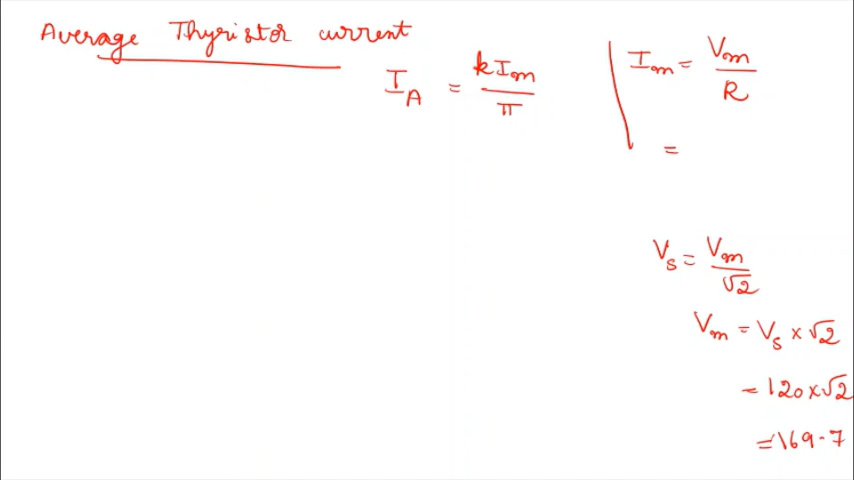 Average Thyristor current
I_A = kI_m / π
I_m = V_m / R
=
V_s = V_m / √2
V_m = V_s × √2
= 120 × √2
= 169.7